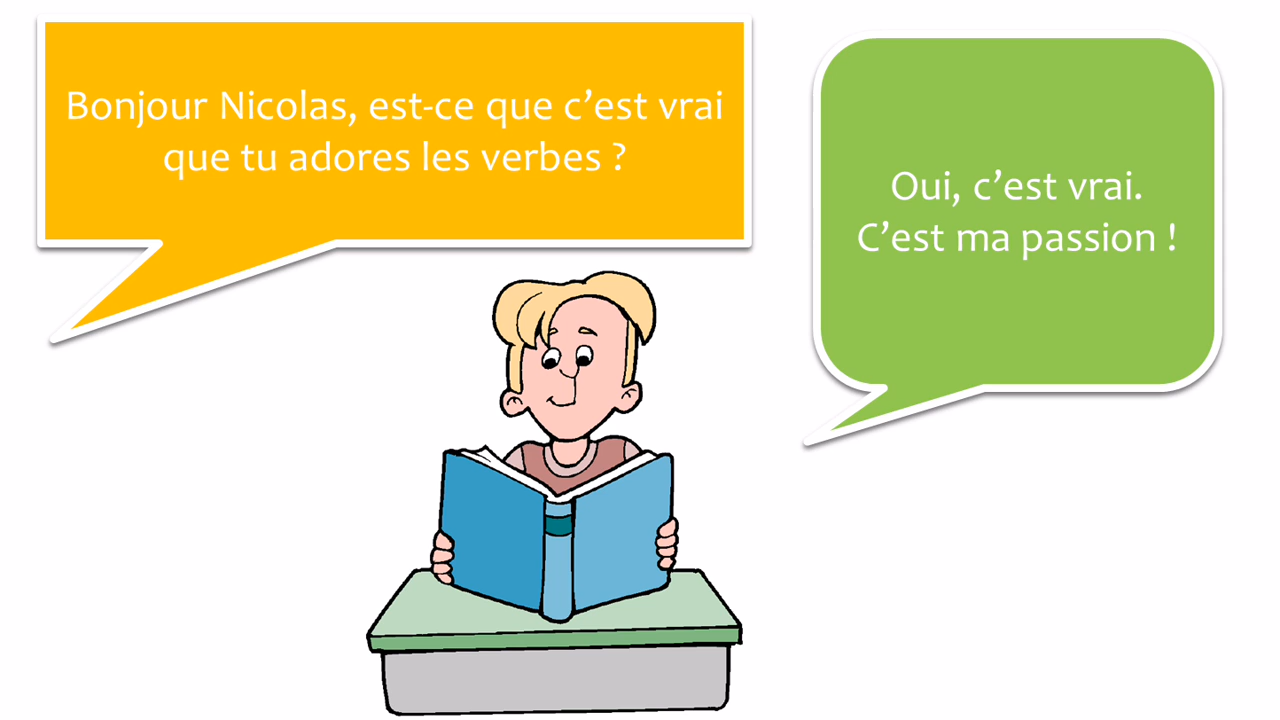 Bonjour Nicolas, est-ce que c’est vrai
que tu adores les verbes ?
Oui, c’est vrai.
C’est ma passion !